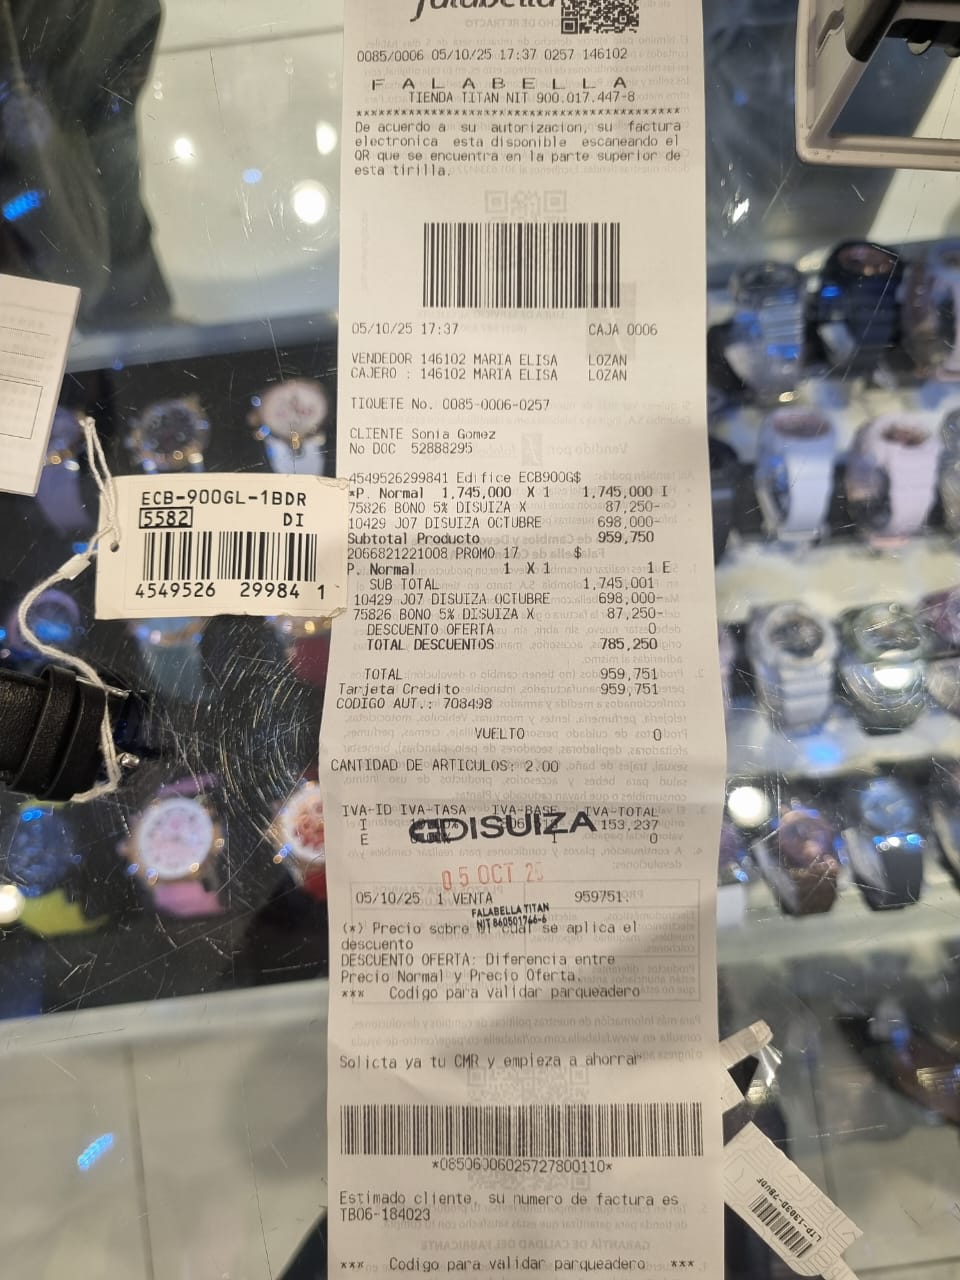 falabella
0085/0006 05/10/25 17:37 0257 146102
FALABELLA
TIENDA TITAN NIT 900.017.447-8
De acuerdo a su autorizacion, su factura
electronica esta disponible escaneando el
QR que se encuentra en la parte superior de
esta tirilla.
05/10/25 17:37 CAJA 0006
VENDEDOR 146102 MARIA ELISA LOZAN
CAJERO : 146102 MARIA ELISA LOZAN
TIQUETE No. 0085-0006-0257
CLIENTE Sonia Gomez
No DOC 52888295
4549526299841 Edifice ECB900G$
*P. Normal 1,745,000 X 1 1,745,000 I
75826 BONO 5% DISUIZA X 87,250-
10429 J07 DISUIZA OCTUBRE 698,000-
Subtotal Producto 959,750
2066821221008 PROMO 17 $
P. Normal 1 X 1 1 E
SUB TOTAL 1,745,001
10429 J07 DISUIZA OCTUBRE 698,000-
75826 BONO 5% DISUIZA X 87,250-
DESCUENTO OFERTA 0
TOTAL DESCUENTOS 785,250
TOTAL 959,751
Tarjeta Credito 959,751
CODIGO AUT.: 708498
VUELTO 0
CANTIDAD DE ARTICULOS: 2.00
IVA-ID IVA-TASA IVA-BASE IVA-TOTAL
I 153,237
E 1 0
DISUIZA
05 OCT 25
05/10/25 1 VENTA 959751.
FALABELLA TITAN
NIT 860501766-6
(*) Precio sobre el cual se aplica el
descuento
DESCUENTO OFERTA: Diferencia entre
Precio Normal y Precio Oferta.
*** Codigo para validar parqueadero
Solicta ya tu CMR y empieza a ahorrar
*08506006025727800110*
Estimado cliente, su numero de factura es
TB06-184023
*** Codigo para validar parqueadero ***
ECB-900GL-1BDR
5582 DI
4549526 29984 1
LTP-1303D-7BVDF